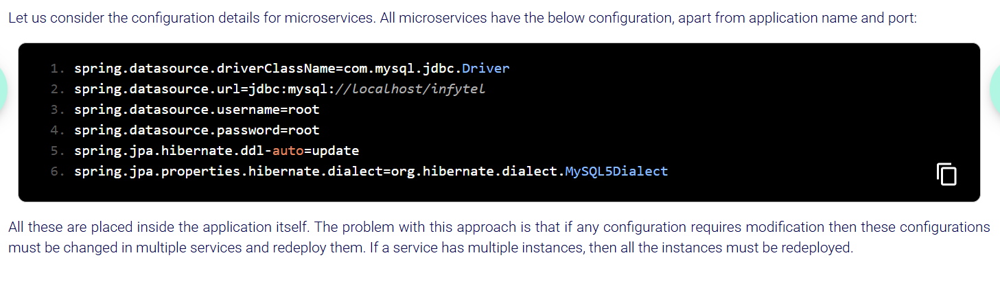 Let us consider the configuration details for microservices. All microservices have the below configuration, apart from application name and port:
1. spring.datasource.driverClassName=com.mysql.jdbc.Driver
2. spring.datasource.url=jdbc:mysql://localhost/infytel
3. spring.datasource.username=root
4. spring.datasource.password=root
5. spring.jpa.hibernate.ddl-auto=update
6. spring.jpa.properties.hibernate.dialect=org.hibernate.dialect.MySQL5Dialect
All these are placed inside the application itself. The problem with this approach is that if any configuration requires modification then these configurations
must be changed in multiple services and redeploy them. If a service has multiple instances, then all the instances must be redeployed.